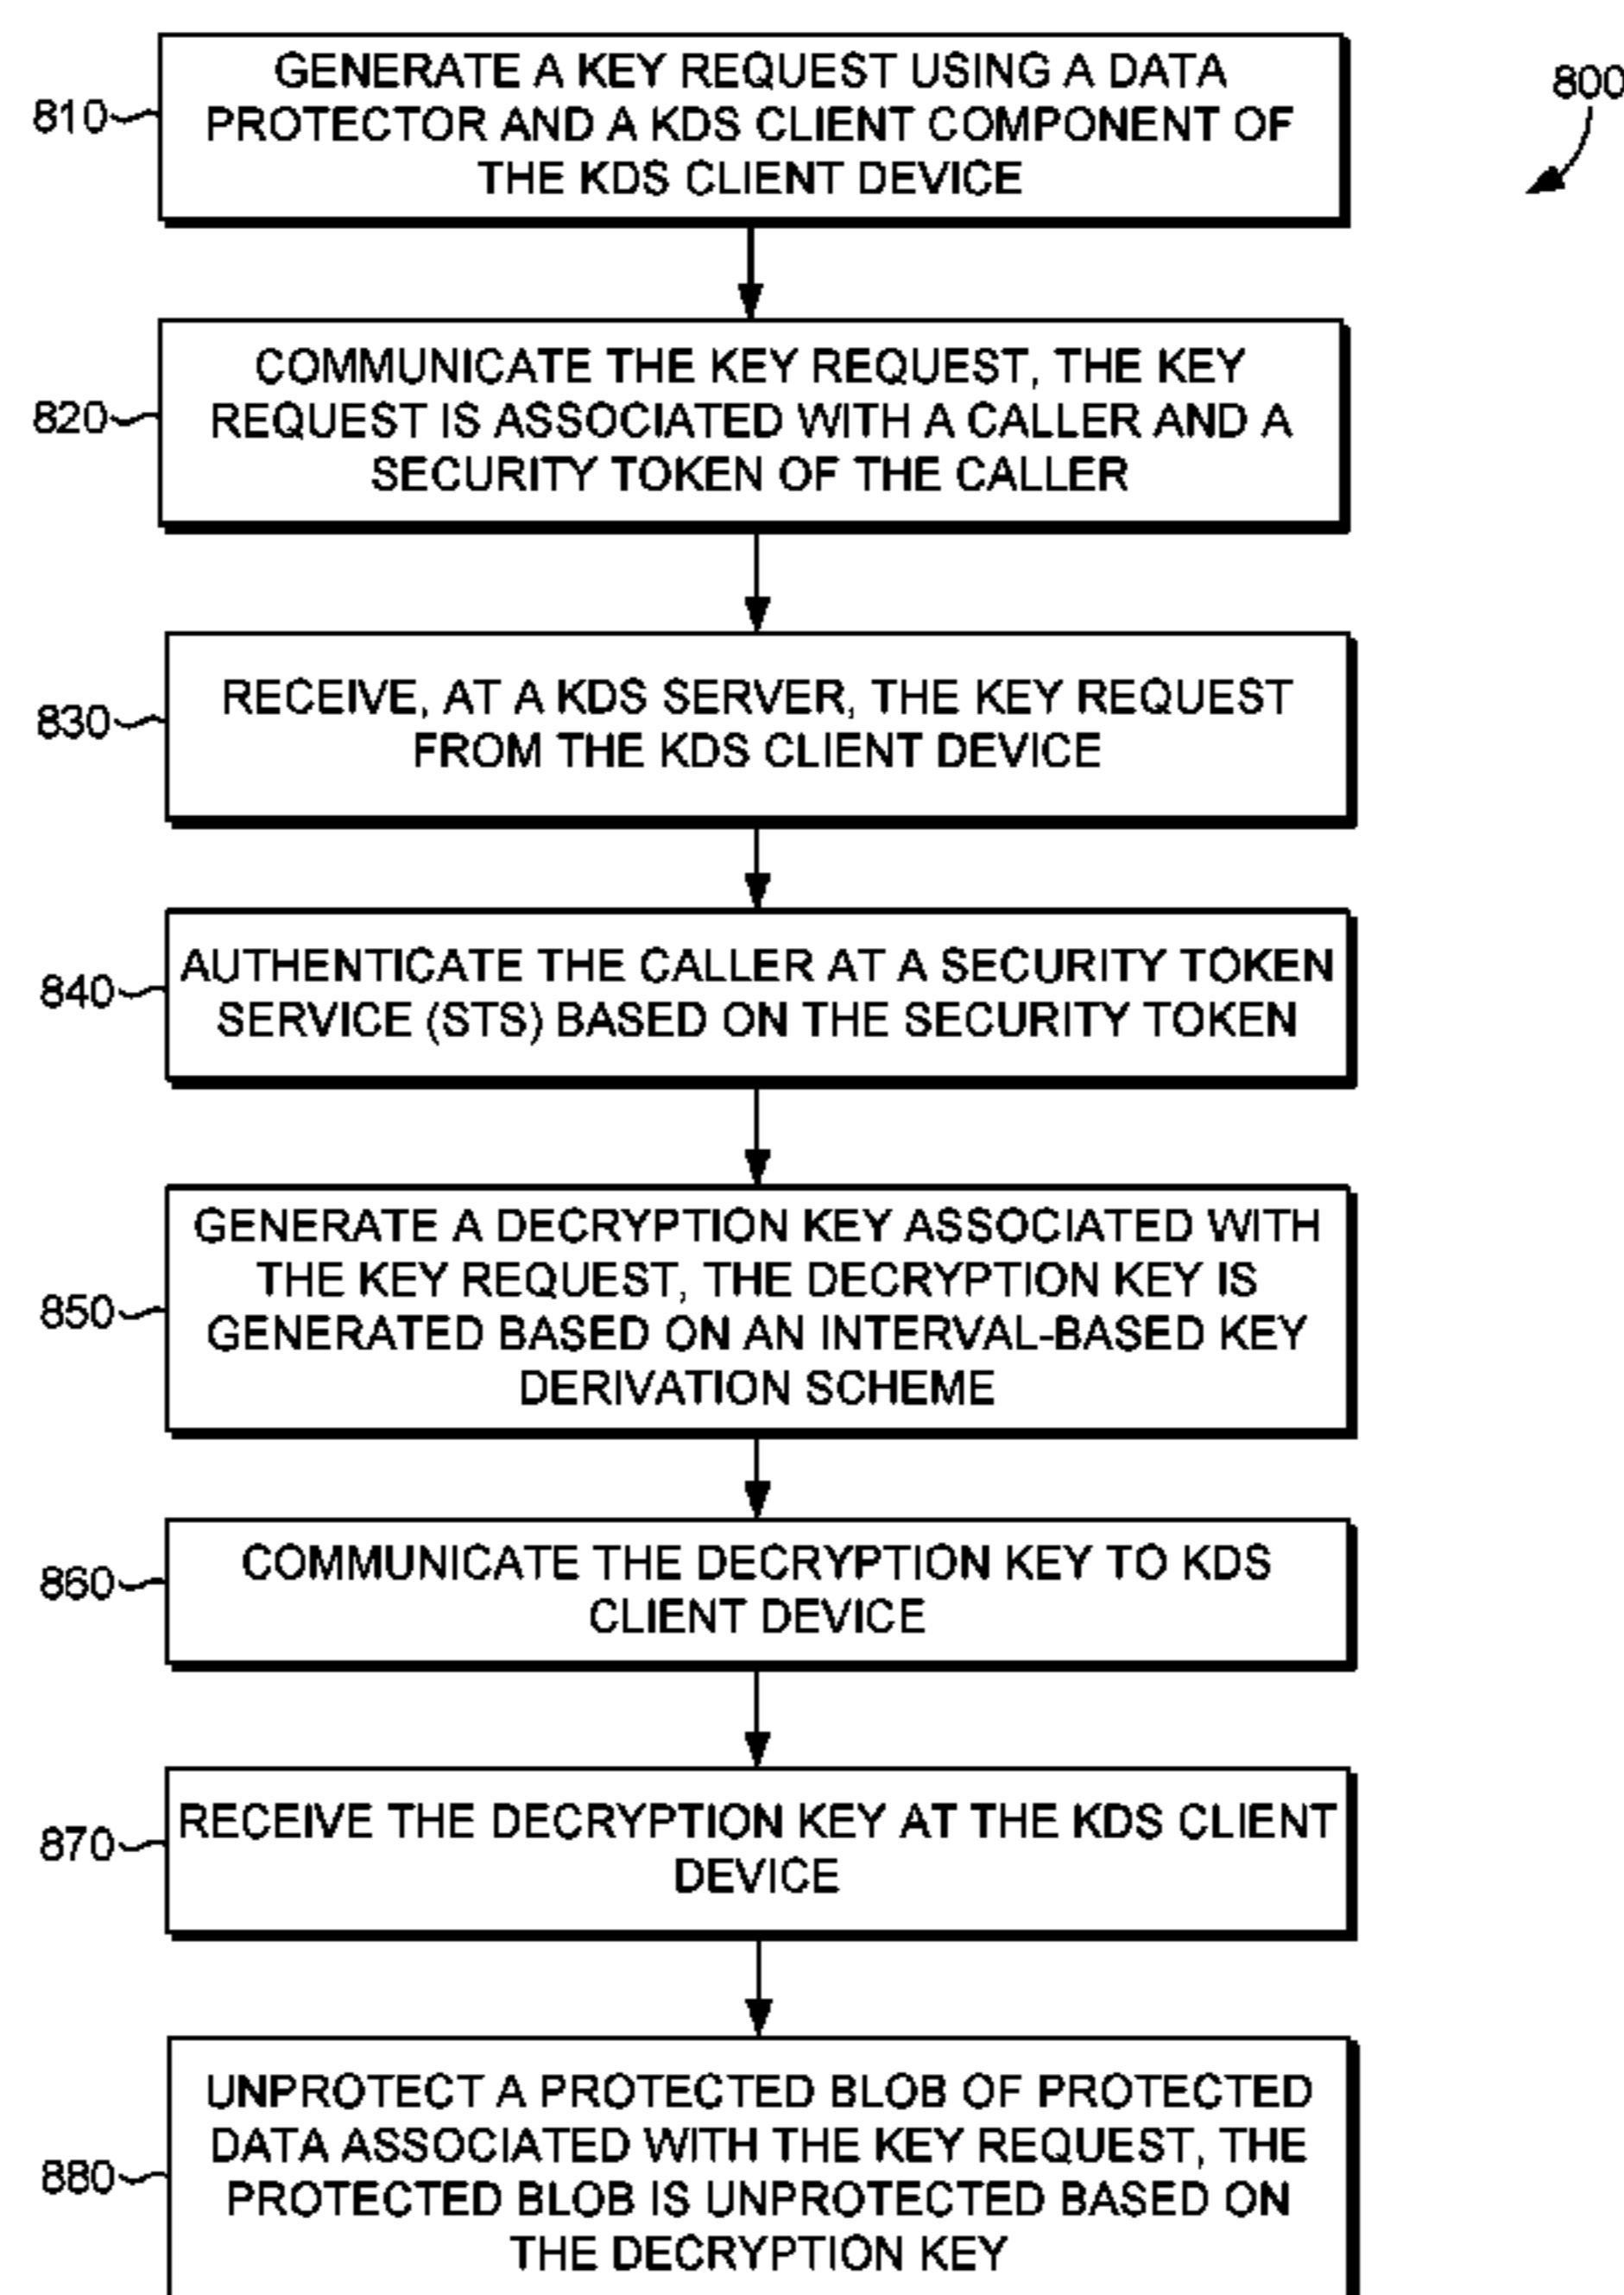 800
810
GENERATE A KEY REQUEST USING A DATA
PROTECTOR AND A KDS CLIENT COMPONENT OF
THE KDS CLIENT DEVICE
820
COMMUNICATE THE KEY REQUEST, THE KEY
REQUEST IS ASSOCIATED WITH A CALLER AND A
SECURITY TOKEN OF THE CALLER
830
RECEIVE, AT A KDS SERVER, THE KEY REQUEST
FROM THE KDS CLIENT DEVICE
840
AUTHENTICATE THE CALLER AT A SECURITY TOKEN
SERVICE (STS) BASED ON THE SECURITY TOKEN
850
GENERATE A DECRYPTION KEY ASSOCIATED WITH
THE KEY REQUEST, THE DECRYPTION KEY IS
GENERATED BASED ON AN INTERVAL-BASED KEY
DERIVATION SCHEME
860
COMMUNICATE THE DECRYPTION KEY TO KDS
CLIENT DEVICE
870
RECEIVE THE DECRYPTION KEY AT THE KDS CLIENT
DEVICE
880
UNPROTECT A PROTECTED BLOB OF PROTECTED
DATA ASSOCIATED WITH THE KEY REQUEST, THE
PROTECTED BLOB IS UNPROTECTED BASED ON
THE DECRYPTION KEY